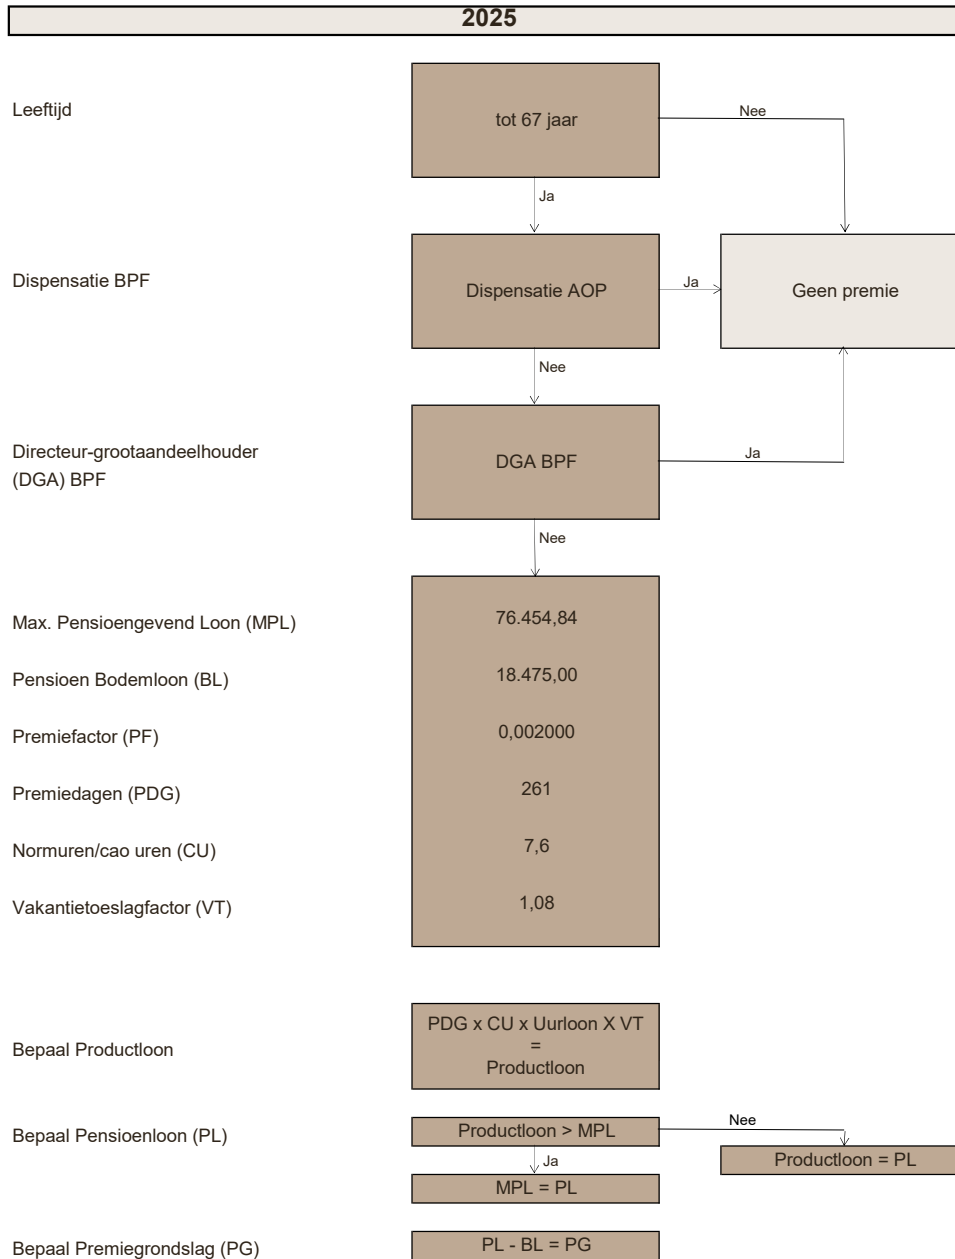 2025
Leeftijd
tot 67 jaar
Nee
Ja
Dispensatie BPF
Dispensatie AOP
Ja
Geen premie
Nee
Directeur-grootaandeelhouder
(DGA) BPF
DGA BPF
Ja
Nee
Max. Pensioengevend Loon (MPL)
76.454,84
Pensioen Bodemloon (BL)
18.475,00
Premiefactor (PF)
0,002000
Premiedagen (PDG)
261
Normuren/cao uren (CU)
7,6
Vakantietoeslagfactor (VT)
1,08
Bepaal Productloon
PDG x CU x Uurloon X VT
=
Productloon
Bepaal Pensioenloon (PL)
Productloon > MPL
Nee
Ja
Productloon = PL
MPL = PL
Bepaal Premiegrondslag (PG)
PL - BL = PG